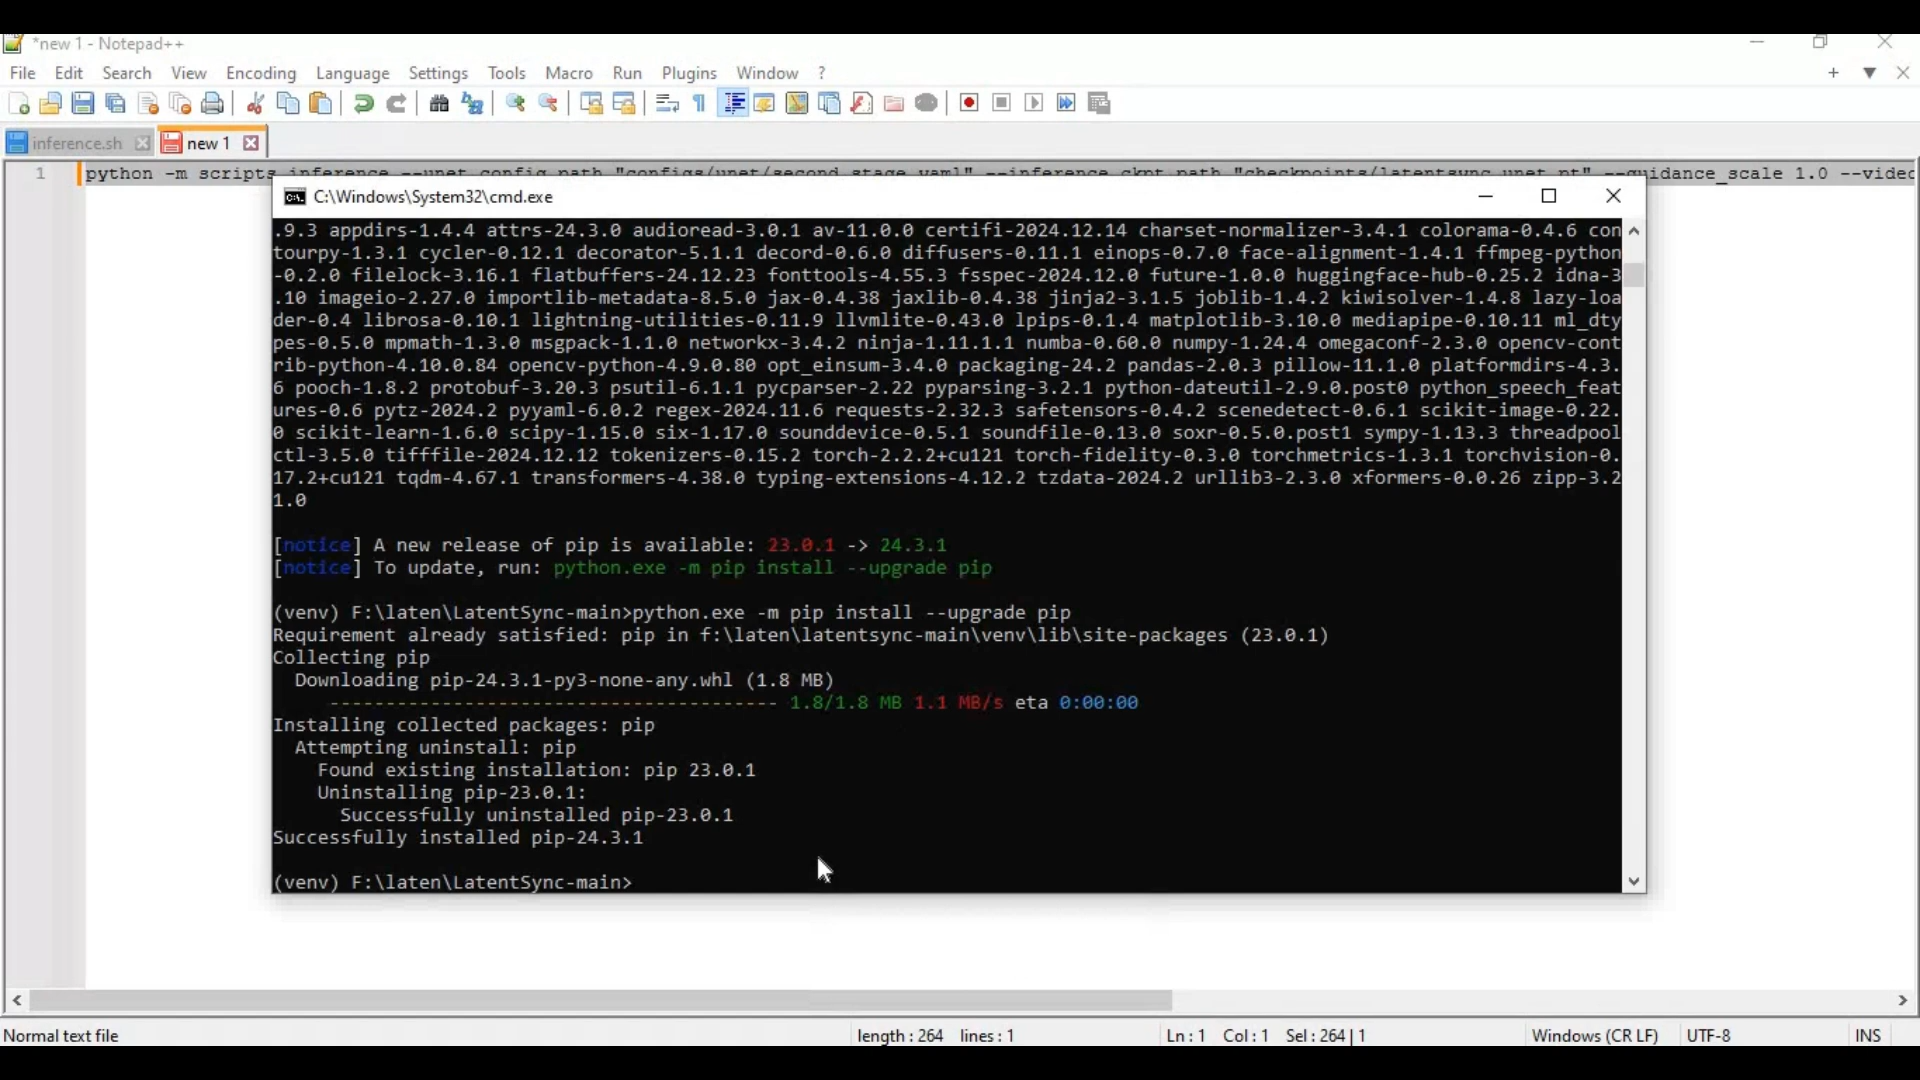 *new 1 - Notepad++
File Edit Search View Encoding Language Settings Tools Macro Run Plugins Window ?
inference.sh new 1
1 python -m scripts.inference --unet_config_path "configs/unet/second_stage.yaml" --inference_ckpt_path "checkpoints/latentsync_unet.pt" --guidance_scale 1.0 --video
C:\Windows\System32\cmd.exe
.9.3 appdirs-1.4.4 attrs-24.3.0 audioread-3.0.1 av-11.0.0 certifi-2024.12.14 charset-normalizer-3.4.1 colorama-0.4.6 con
tourpy-1.3.1 cycler-0.12.1 decorator-5.1.1 decord-0.6.0 diffusers-0.11.1 einops-0.7.0 face-alignment-1.4.1 ffmpeg-python
-0.2.0 filelock-3.16.1 flatbuffers-24.12.23 fonttools-4.55.3 fsspec-2024.12.0 future-1.0.0 huggingface-hub-0.25.2 idna-3
.10 imageio-2.27.0 importlib-metadata-8.5.0 jax-0.4.38 jaxlib-0.4.38 jinja2-3.1.5 joblib-1.4.2 kiwisolver-1.4.8 lazy-loa
der-0.4 librosa-0.10.1 lightning-utilities-0.11.9 llvmlite-0.43.0 lpips-0.1.4 matplotlib-3.10.0 mediapipe-0.10.11 ml_dty
pes-0.5.0 mpmath-1.3.0 msgpack-1.1.0 networkx-3.4.2 ninja-1.11.1.1 numba-0.60.0 numpy-1.24.4 omegaconf-2.3.0 opencv-cont
rib-python-4.10.0.84 opencv-python-4.9.0.80 opt_einsum-3.4.0 packaging-24.2 pandas-2.0.3 pillow-11.1.0 platformdirs-4.3.
6 pooch-1.8.2 protobuf-3.20.3 psutil-6.1.1 pycparser-2.22 pyparsing-3.2.1 python-dateutil-2.9.0.post0 python_speech_feat
ures-0.6 pytz-2024.2 pyyaml-6.0.2 regex-2024.11.6 requests-2.32.3 safetensors-0.4.2 scenedetect-0.6.1 scikit-image-0.22.
0 scikit-learn-1.6.0 scipy-1.15.0 six-1.17.0 sounddevice-0.5.1 soundfile-0.13.0 soxr-0.5.0.post1 sympy-1.13.3 threadpool
ctl-3.5.0 tifffile-2024.12.12 tokenizers-0.15.2 torch-2.2.2+cu121 torch-fidelity-0.3.0 torchmetrics-1.3.1 torchvision-0.
17.2+cu121 tqdm-4.67.1 transformers-4.38.0 typing-extensions-4.12.2 tzdata-2024.2 urllib3-2.3.0 xformers-0.0.26 zipp-3.2
1.0
[notice] A new release of pip is available: 23.0.1 -> 24.3.1
[notice] To update, run: python.exe -m pip install --upgrade pip
(venv) F:\laten\LatentSync-main>python.exe -m pip install --upgrade pip
Requirement already satisfied: pip in f:\laten\latentsync-main\venv\lib\site-packages (23.0.1)
Collecting pip
Downloading pip-24.3.1-py3-none-any.whl (1.8 MB)
---------------------------------------- 1.8/1.8 MB 1.1 MB/s eta 0:00:00
Installing collected packages: pip
Attempting uninstall: pip
Found existing installation: pip 23.0.1
Uninstalling pip-23.0.1:
Successfully uninstalled pip-23.0.1
Successfully installed pip-24.3.1
(venv) F:\laten\LatentSync-main>
Normal text file length : 264 lines : 1 Ln : 1 Col : 1 Sel : 264 | 1 Windows (CR LF) UTF-8 INS